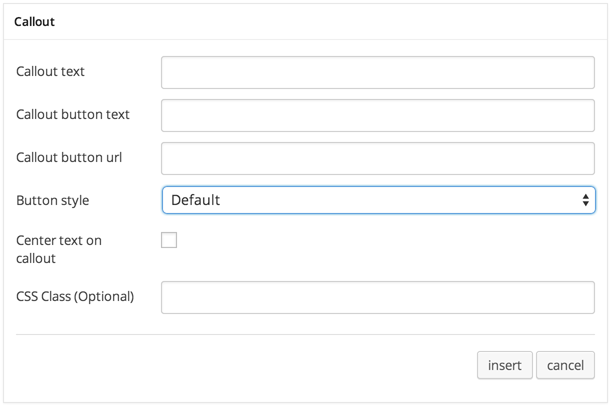 Callout
Callout text
Callout button text
Callout button url
Button style
Default
Center text on
callout
CSS Class (Optional)
insert
cancel